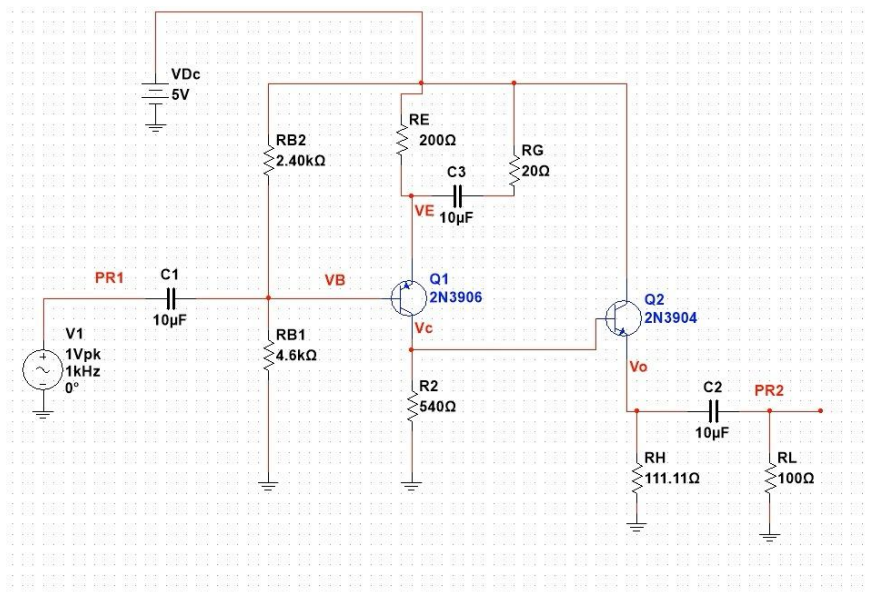 VDc
5V
RB2
2.40kΩ
RE
200Ω
RG
20Ω
C3
10µF
VE
PR1
C1
10µF
VB
Q1
2N3906
Vc
Q2
2N3904
V1
1Vpk
1kHz
0°
RB1
4.6kΩ
R2
540Ω
Vo
C2
10µF
PR2
RH
111.11Ω
RL
100Ω